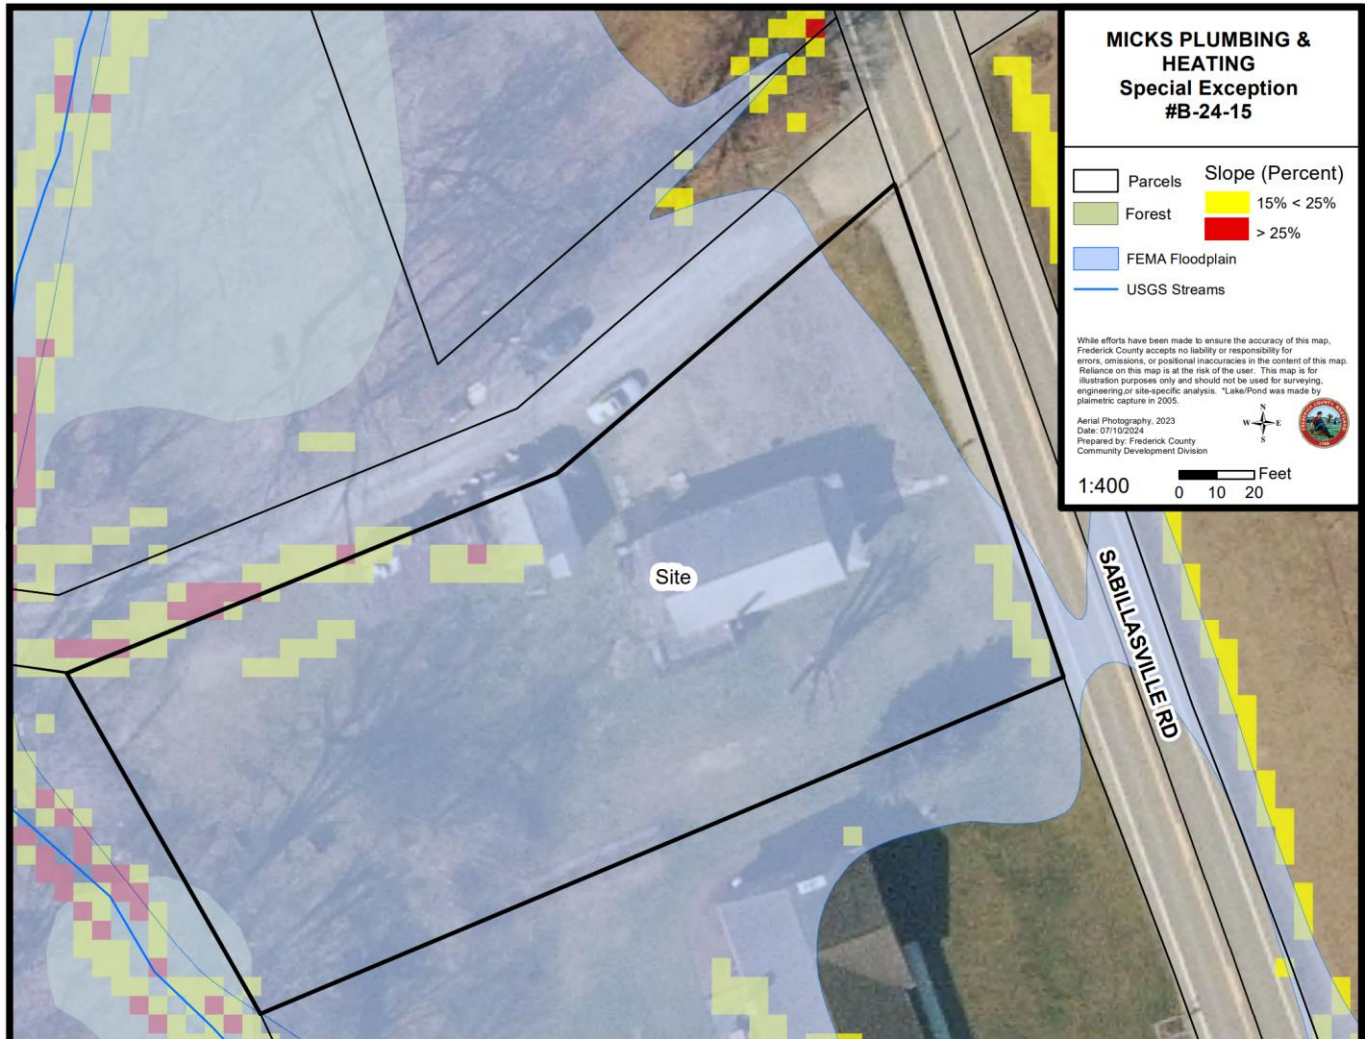 MICKS PLUMBING &
HEATING
Special Exception
#B-24-15
Parcels
Forest
FEMA Floodplain
USGS Streams
Slope (Percent)
15% < 25%
> 25%
While efforts have been made to ensure the accuracy of this map,
Frederick County accepts no liability or responsibility for
errors, omissions, or positional inaccuracies in the content of this map.
Reliance on this map is at the risk of the user. This map is for
illustration purposes only and should not be used for surveying,
engineering,or site-specific analysis. *Lake/Pond was made by
plaimetric capture in 2005.
Aerial Photography, 2023
Date: 07/10/2024
Prepared by: Frederick County
Community Development Division
N
W E
S
1:400
Feet
0 10 20
Site
SABILLASVILLE RD